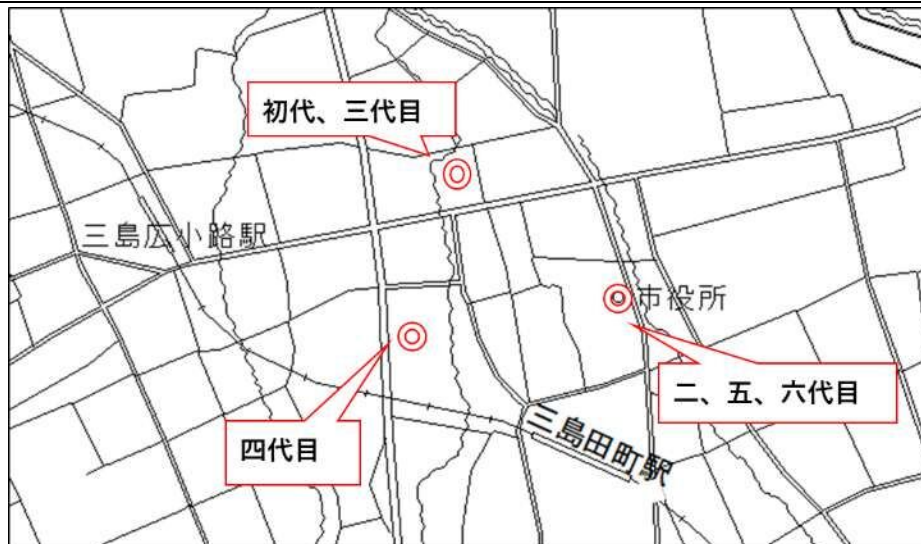 初代、三代目
三島広小路駅
市役所
二、五、六代目
四代目
三島田町駅